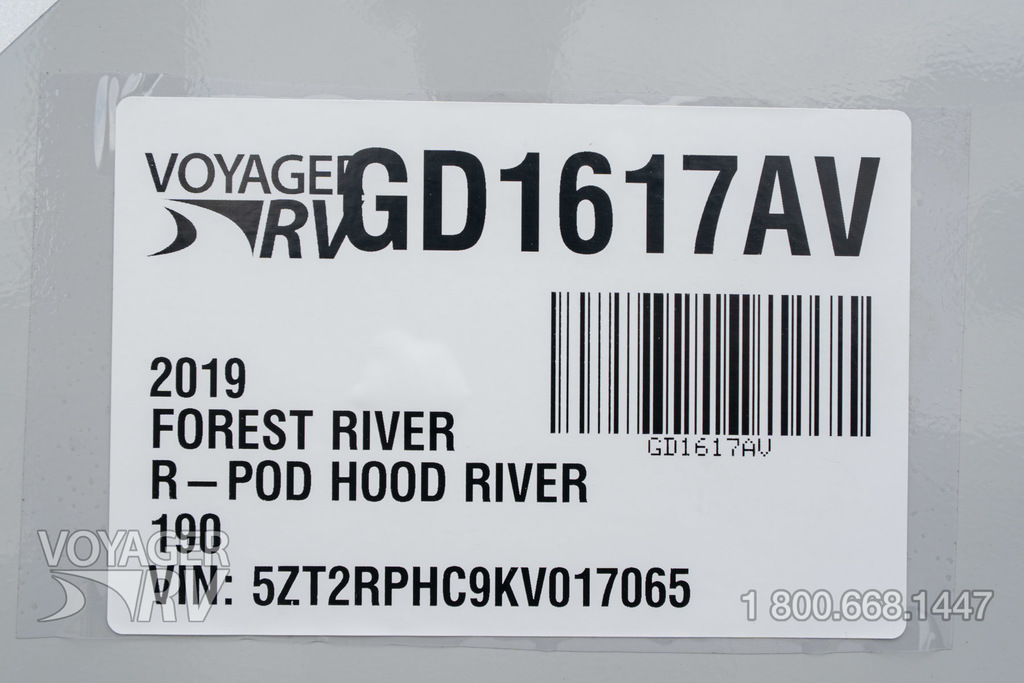 VOYAGER
RV
GD1617AV
GD1617AV
2019
FOREST RIVER
R-POD HOOD RIVER
190
VIN: 5ZT2RPHC9KV017065
VOYAGER
RV
1 800.668.1447